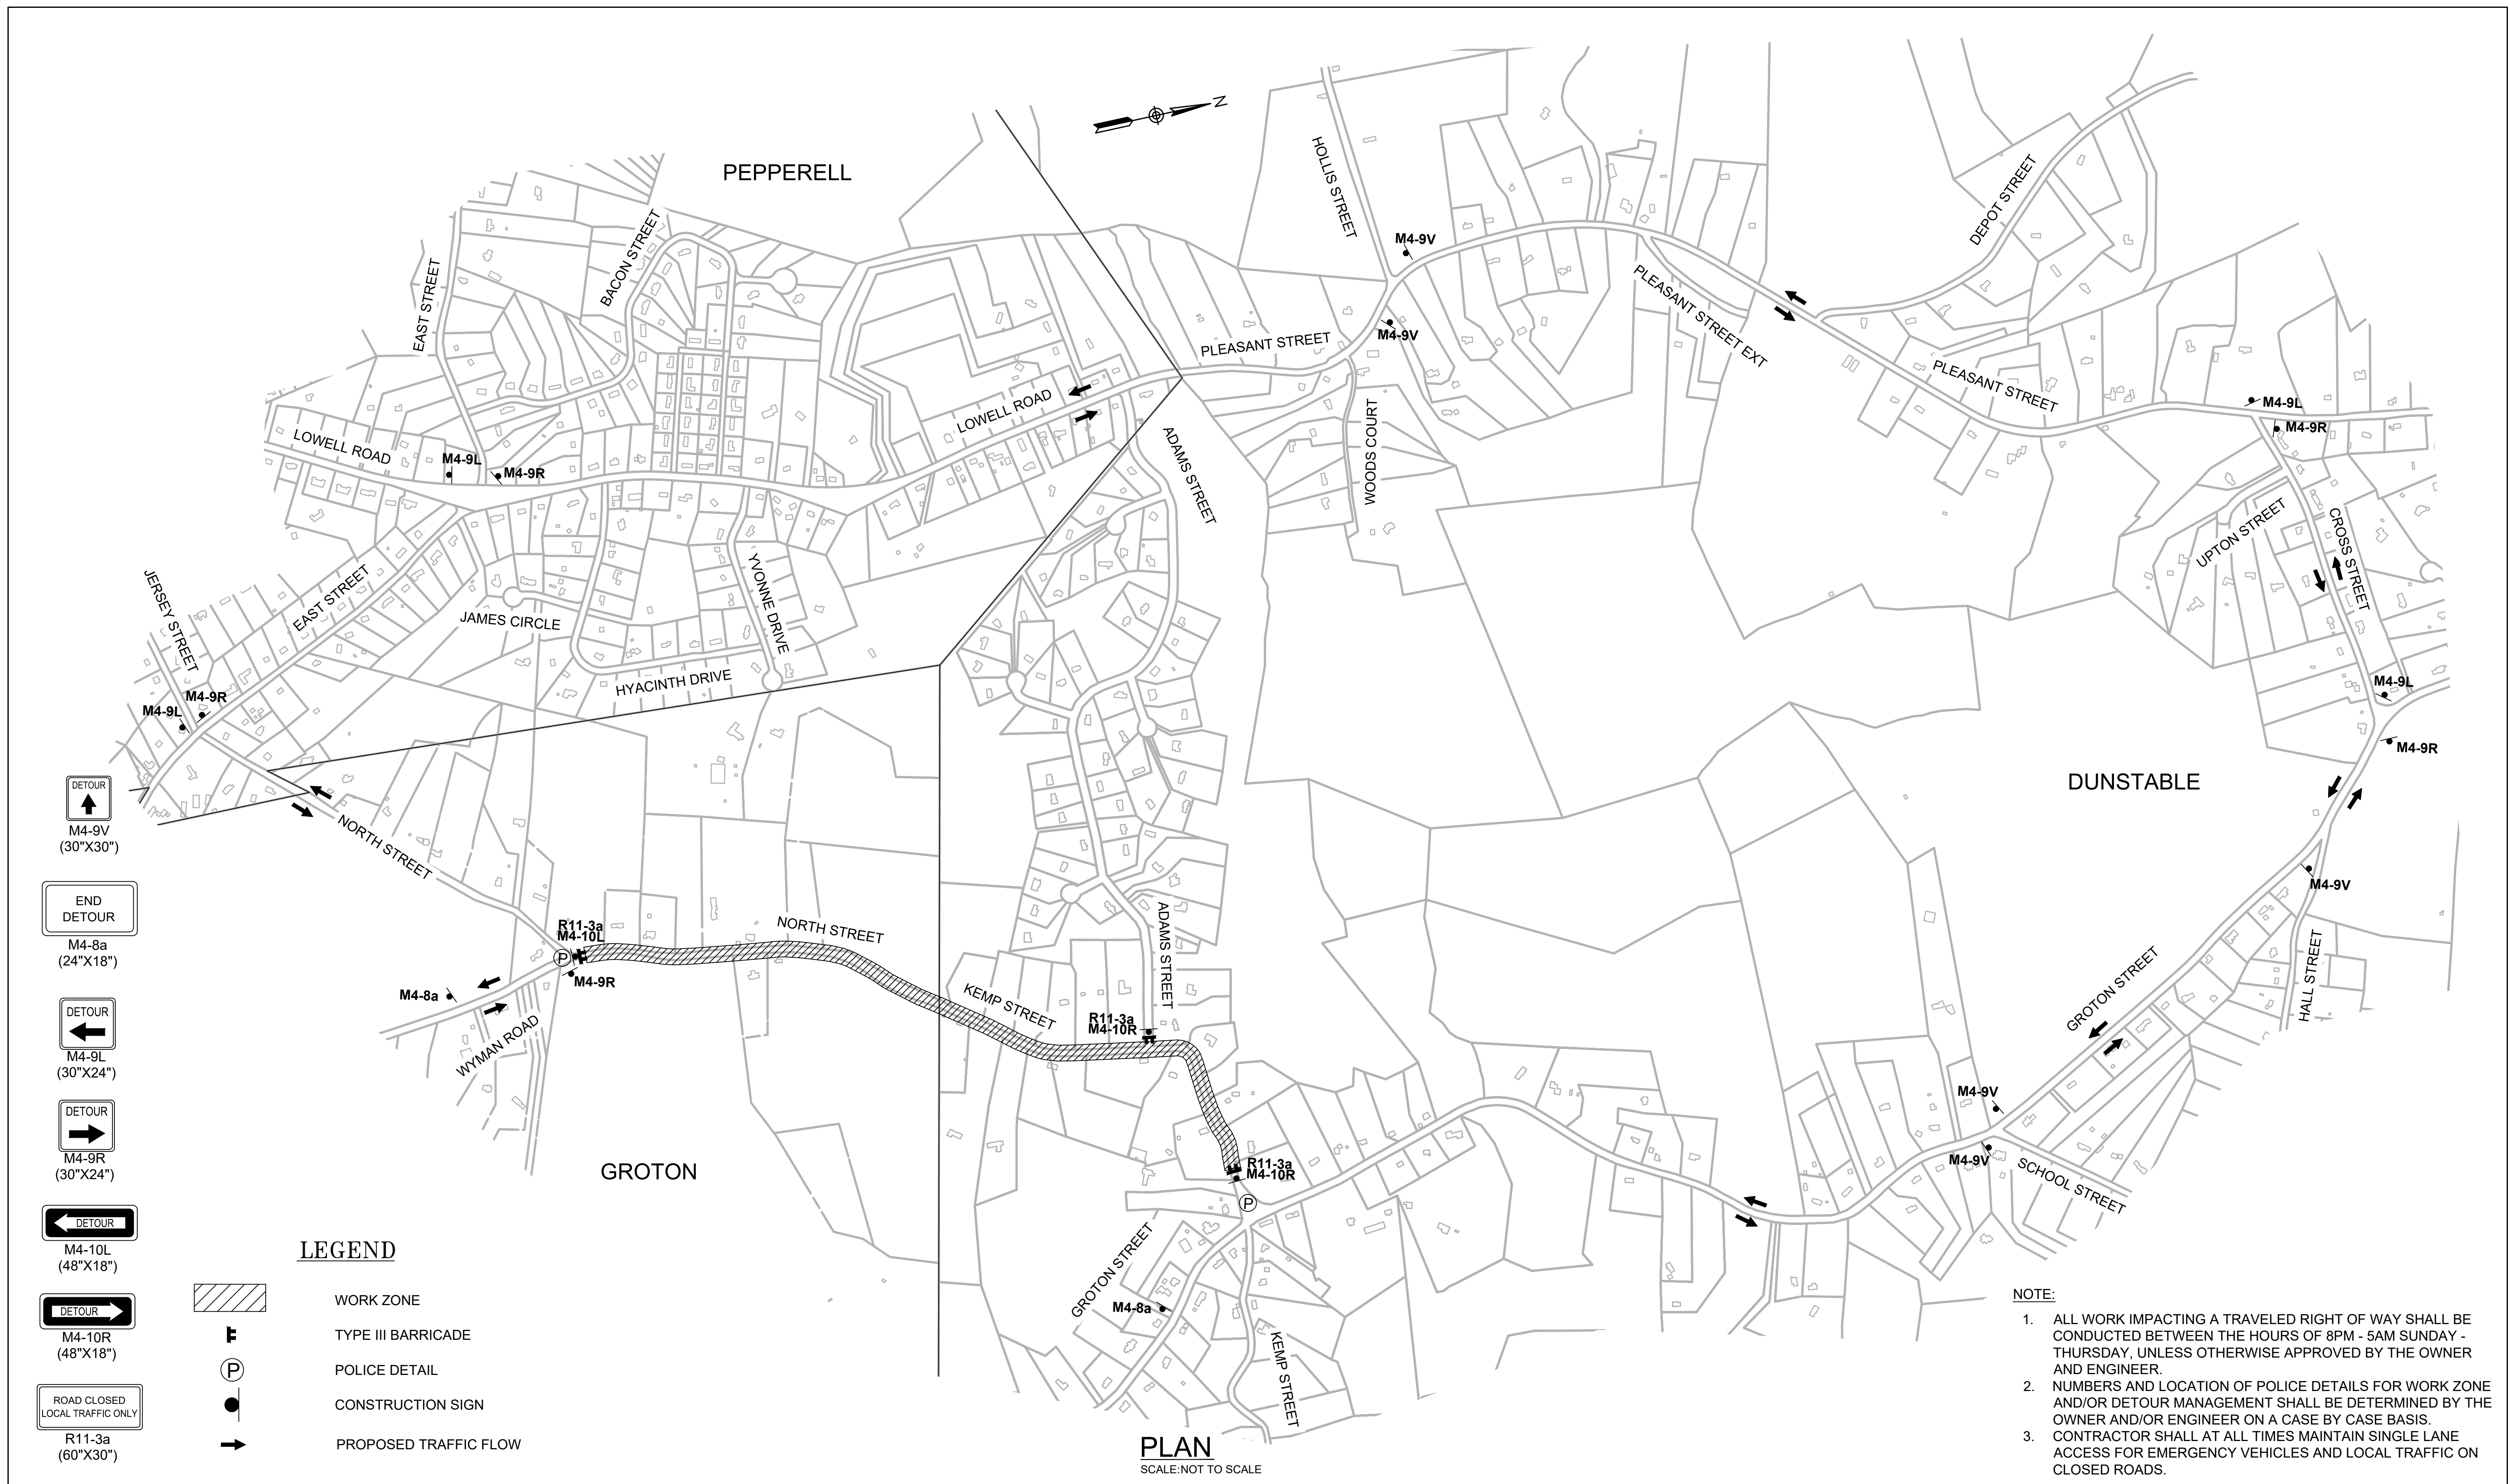 PEPPERELL
N
HOLLIS STREET
DEPOT STREET
BACON STREET
EAST STREET
M4-9V
M4-9V
PLEASANT STREET
PLEASANT STREET EXT
PLEASANT STREET
LOWELL ROAD
LOWELL ROAD
M4-9L
M4-9R
M4-9L
M4-9R
ADAMS STREET
WOODS COURT
UPTON STREET
CROSS STREET
JERSEY STREET
EAST STREET
JAMES CIRCLE
YVONNE DRIVE
HYACINTH DRIVE
M4-9R
M4-9L
M4-9L
M4-9R
DUNSTABLE
NORTH STREET
M4-9V
R11-3a
M4-10L
P
M4-9R
M4-8a
WYMAN ROAD
NORTH STREET
KEMP STREET
ADAMS STREET
R11-3a
M4-10R
GROTON STREET
HALL STREET
M4-9V
M4-9V
SCHOOL STREET
GROTON
R11-3a
M4-10R
P
GROTON STREET
M4-8a
KEMP STREET
DETOUR
M4-9V
(30"X30")
END
DETOUR
M4-8a
(24"X18")
DETOUR
M4-9L
(30"X24")
DETOUR
M4-9R
(30"X24")
DETOUR
M4-10L
(48"X18")
DETOUR
M4-10R
(48"X18")
ROAD CLOSED
LOCAL TRAFFIC ONLY
R11-3a
(60"X30")
LEGEND
WORK ZONE
TYPE III BARRICADE
P POLICE DETAIL
CONSTRUCTION SIGN
PROPOSED TRAFFIC FLOW
PLAN
SCALE:NOT TO SCALE
NOTE:
1. ALL WORK IMPACTING A TRAVELED RIGHT OF WAY SHALL BE
CONDUCTED BETWEEN THE HOURS OF 8PM - 5AM SUNDAY -
THURSDAY, UNLESS OTHERWISE APPROVED BY THE OWNER
AND ENGINEER.
2. NUMBERS AND LOCATION OF POLICE DETAILS FOR WORK ZONE
AND/OR DETOUR MANAGEMENT SHALL BE DETERMINED BY THE
OWNER AND/OR ENGINEER ON A CASE BY CASE BASIS.
3. CONTRACTOR SHALL AT ALL TIMES MAINTAIN SINGLE LANE
ACCESS FOR EMERGENCY VEHICLES AND LOCAL TRAFFIC ON
CLOSED ROADS.